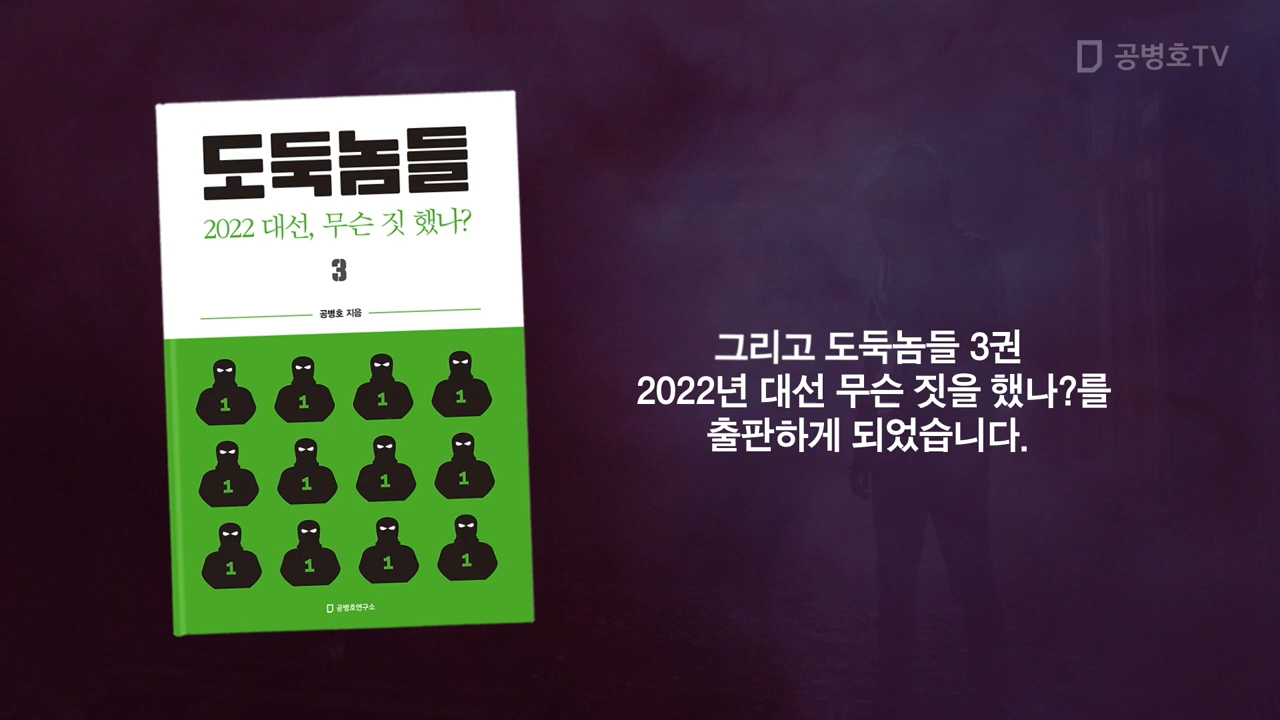 공병호TV
도둑놈들
2022 대선, 무슨 짓 했나?
3
공병호 지음
1 1 1 1
1 1 1 1
1 1 1 1
공병호연구소
그리고 도둑놈들 3권
2022년 대선 무슨 짓을 했나?를
출판하게 되었습니다.